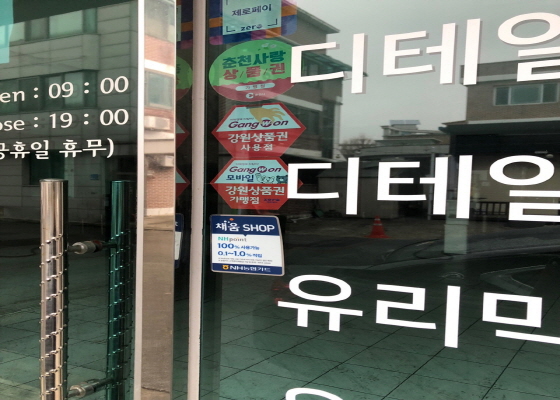 제로페이
zero
춘천사랑
상품권
en : 09 : 00
ose : 19 : 00
공휴일 휴무)
GangWon
강원상품권
사용점
GangWon
모바일
강원상품권
가맹점
채움 SHOP
NHpoint
100% 사용가능
0.1~1.0% 적립
NH농협카드
디테일
디테일
유리막